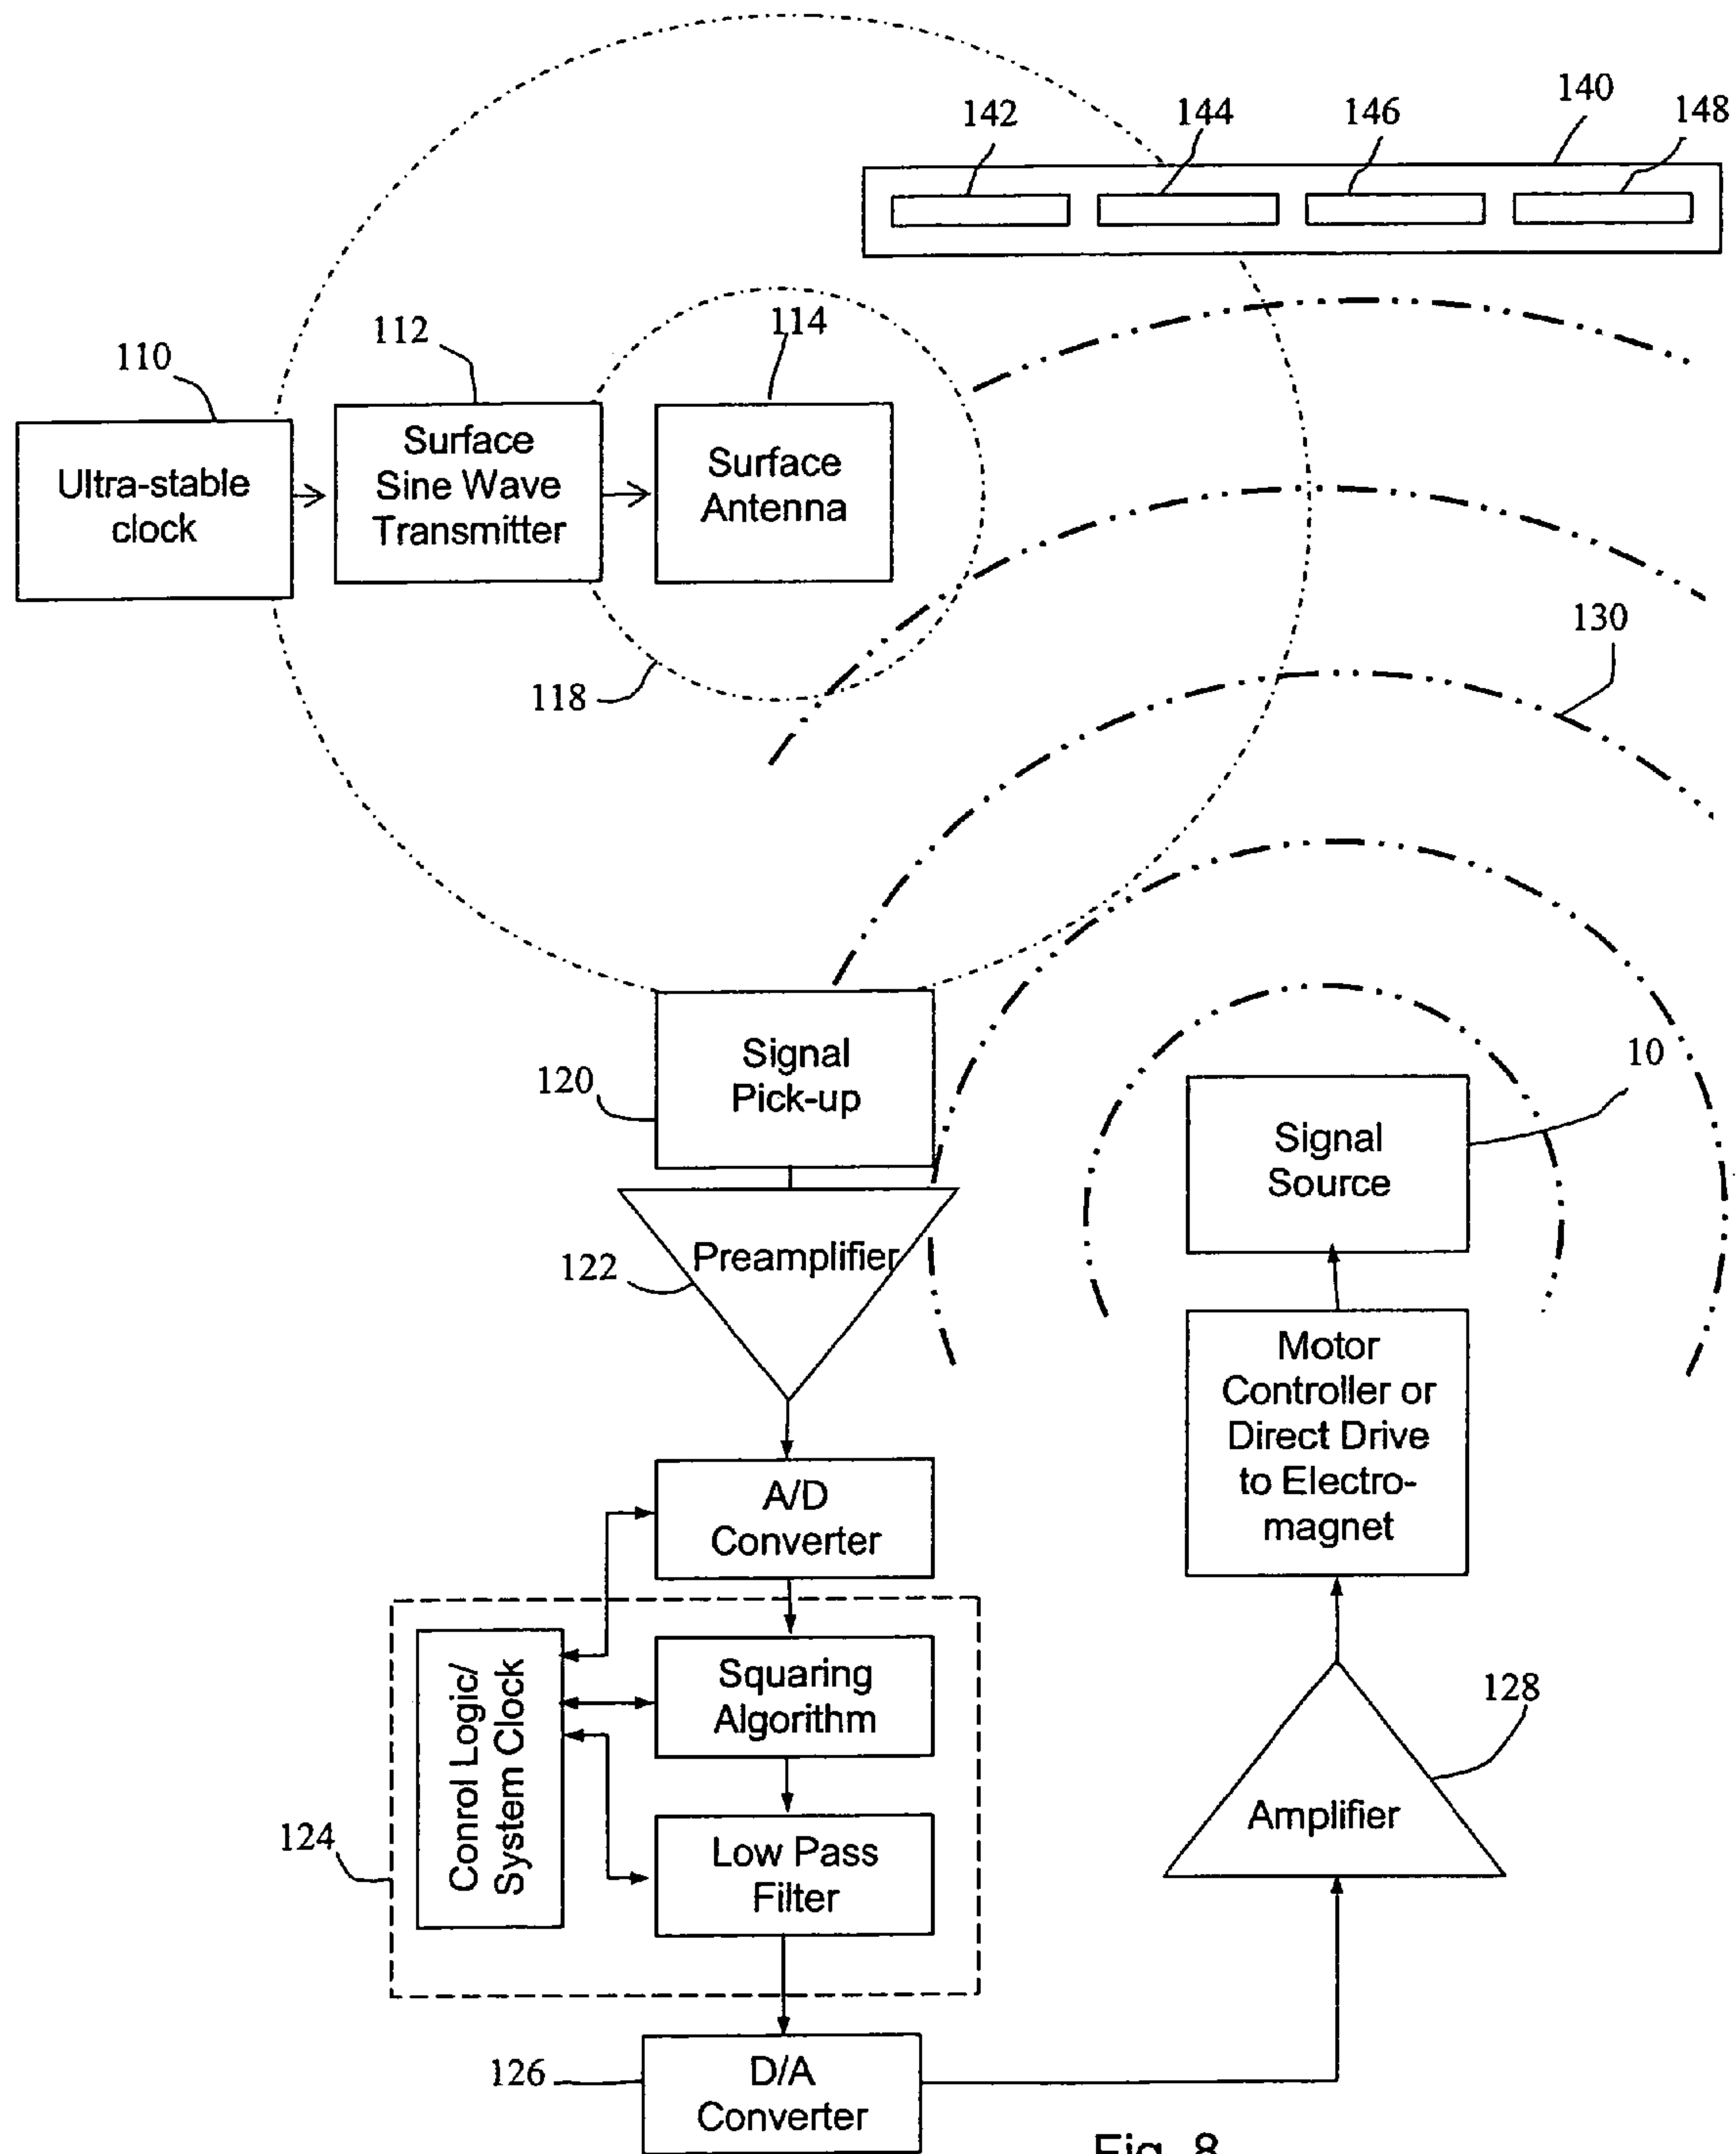 142
144
146
140
148
110
112
114
Ultra-stable
clock
Surface
Sine Wave
Transmitter
Surface
Antenna
118
130
120
Signal
Pick-up
10
Signal
Source
122
Preamplifier
Motor
Controller or
Direct Drive
to Electro-
magnet
A/D
Converter
Conrol Logic/
System Clock
Squaring
Algorithm
128
Amplifier
124
Low Pass
Filter
126
D/A
Converter
Fig. 8